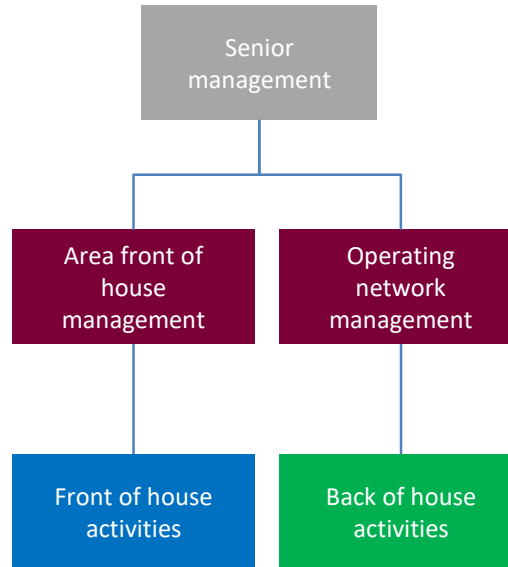 Senior
management
Area front of
house
management
Operating
network
management
Front of house
activities
Back of house
activities